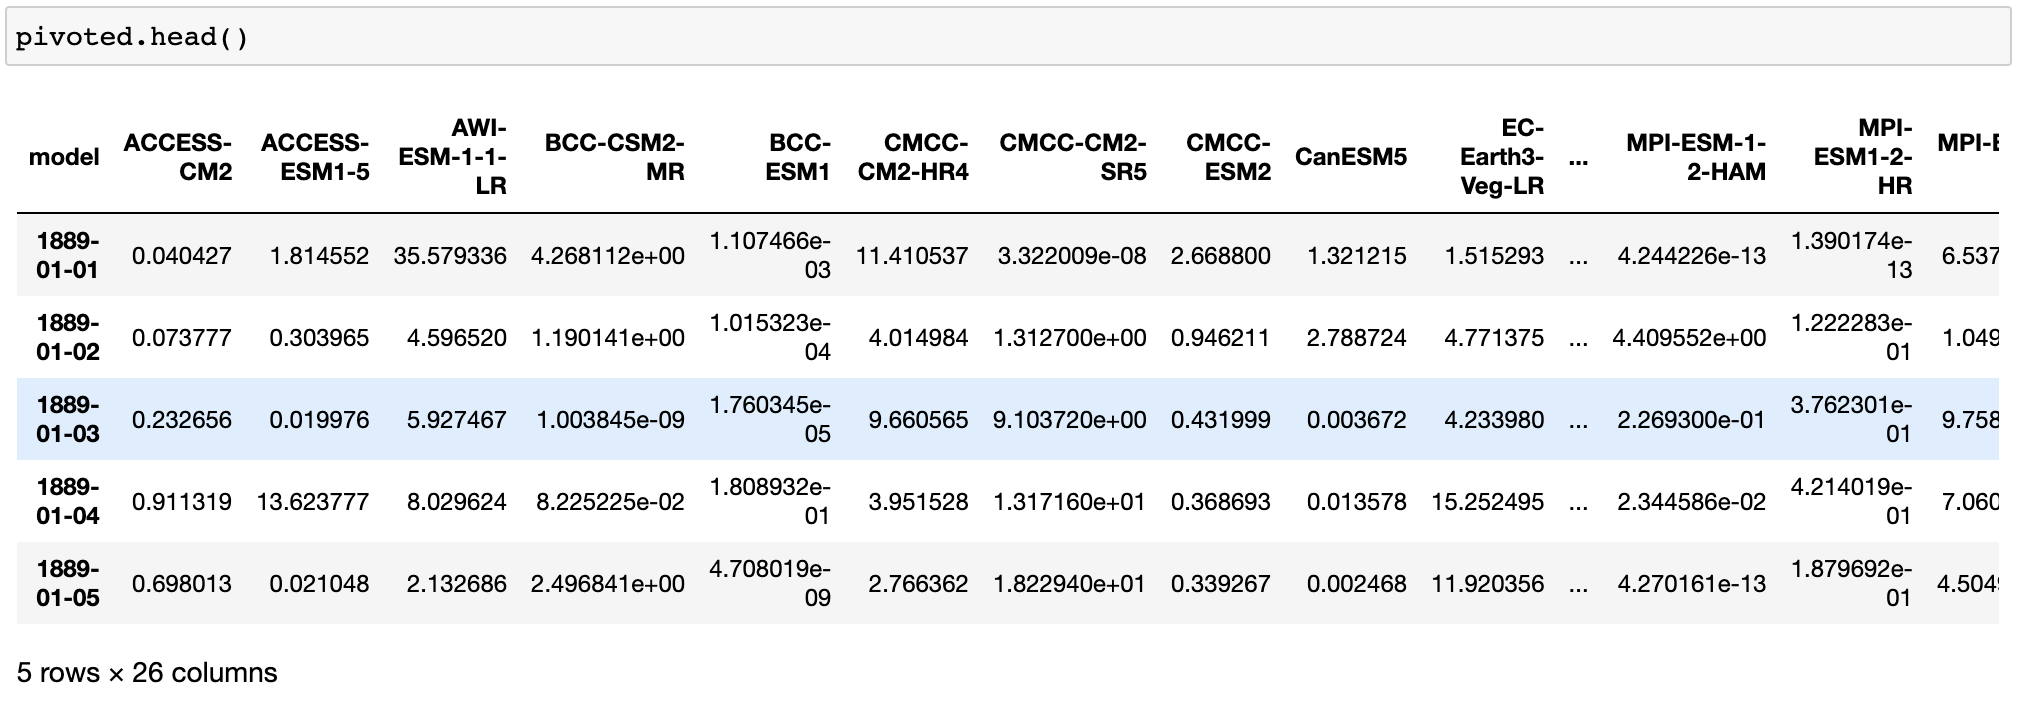 pivoted.head()
model ACCESS-CM2 ACCESS-ESM1-5 AWI-ESM-1-1-LR BCC-CSM2-MR BCC-ESM1 CMCC-CM2-HR4 CMCC-CM2-SR5 CMCC-ESM2 CanESM5 EC-Earth3-Veg-LR ... MPI-ESM-1-2-HAM MPI-ESM1-2-HR
1889-01-01 0.040427 1.814552 35.579336 4.268112e+00 1.107466e-03 11.410537 3.322009e-08 2.668800 1.321215 1.515293 ... 4.244226e-13 1.390174e-13 6.537
1889-01-02 0.073777 0.303965 4.596520 1.190141e+00 1.015323e-04 4.014984 1.312700e+00 0.946211 2.788724 4.771375 ... 4.409552e+00 1.222283e-01 1.049
1889-01-03 0.232656 0.019976 5.927467 1.003845e-09 1.760345e-05 9.660565 9.103720e+00 0.431999 0.003672 4.233980 ... 2.269300e-01 3.762301e-01 9.758
1889-01-04 0.911319 13.623777 8.029624 8.225225e-02 1.808932e-01 3.951528 1.317160e+01 0.368693 0.013578 15.252495 ... 2.344586e-02 4.214019e-01 7.060
1889-01-05 0.698013 0.021048 2.132686 2.496841e+00 4.708019e-09 2.766362 1.822940e+01 0.339267 0.002468 11.920356 ... 4.270161e-13 1.879692e-01 4.504
5 rows × 26 columns